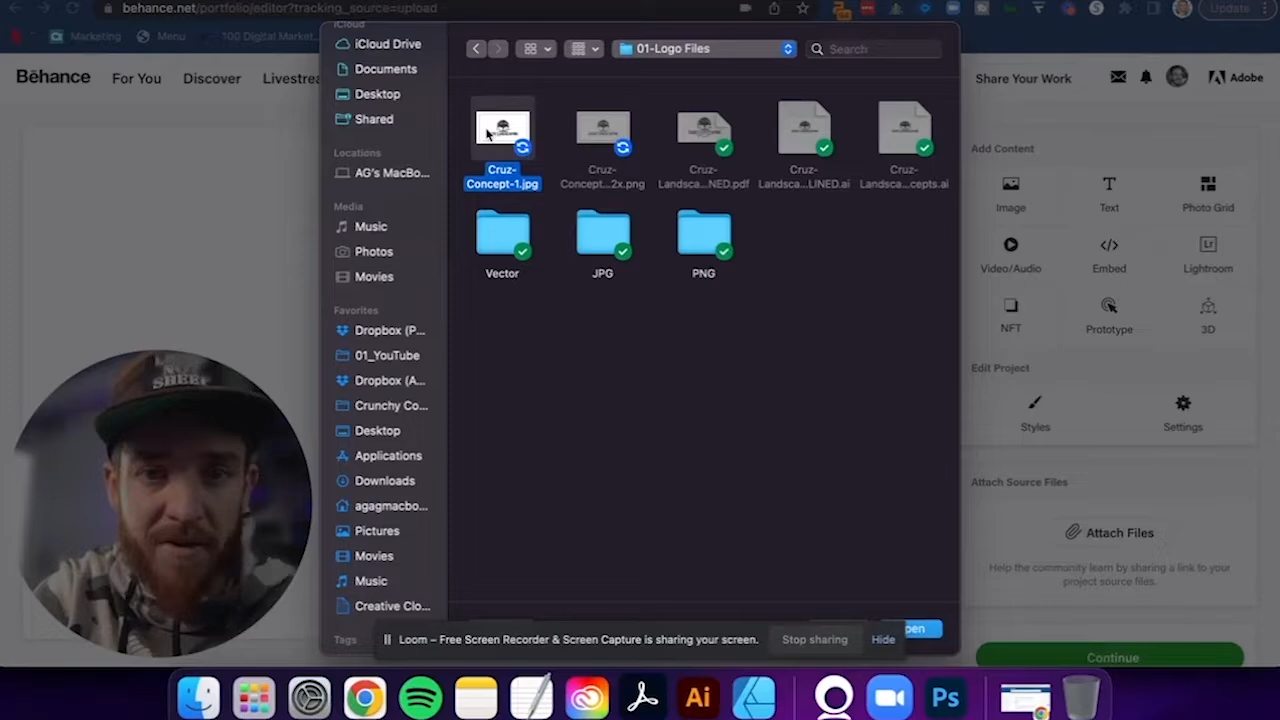 behance.net/portfolio/editor?tracking_source=upload
Update
Marketing
Menu
100 Digital Market...
Bēhance
For You
Discover
Livestrea
Share Your Work
Adobe
iCloud
iCloud Drive
Documents
Desktop
Shared
Locations
AG's MacBo...
Media
Music
Photos
Movies
Favorites
Dropbox (P...
01_YouTube
Dropbox (A...
Crunchy Co...
Desktop
Applications
Downloads
agagmacbo...
Pictures
Movies
Music
Creative Clo...
Tags
01-Logo Files
Search
Cruz-
Concept-1.jpg
Cruz-
Concept...2x.png
Cruz-
Landsca...NED.pdf
Cruz-
Landsca...LINED.ai
Cruz-
Landsca...cepts.ai
Vector
JPG
PNG
pen
Add Content
Image
Text
Photo Grid
Video/Audio
Embed
Lr
Lightroom
NFT
Prototype
3D
Edit Project
Styles
Settings
Attach Source Files
Attach Files
Help the community learn by sharing a link to your
project source files.
Continue
SHEEP
Loom – Free Screen Recorder & Screen Capture is sharing your screen.
Stop sharing
Hide
Ai
Ps